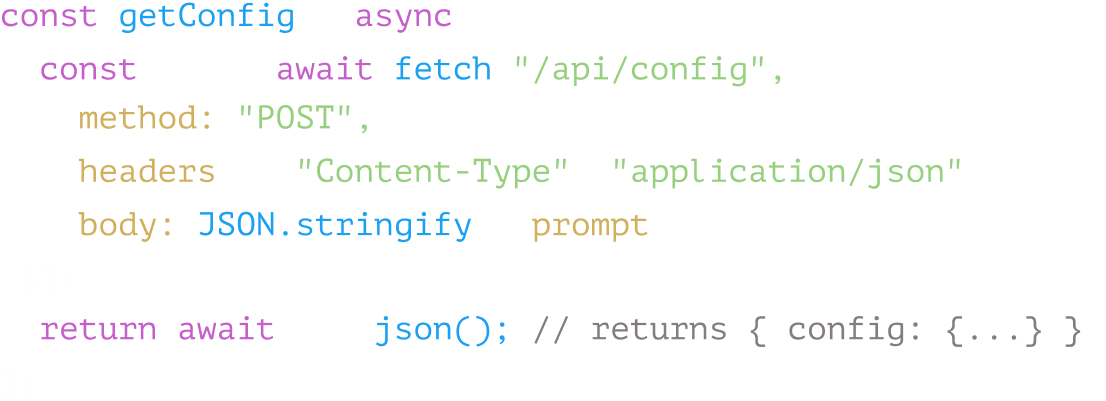 const getConfig async
const await fetch "/api/config",
method: "POST",
headers "Content-Type" "application/json"
body: JSON.stringify prompt
return await json(); // returns { config: {...} }